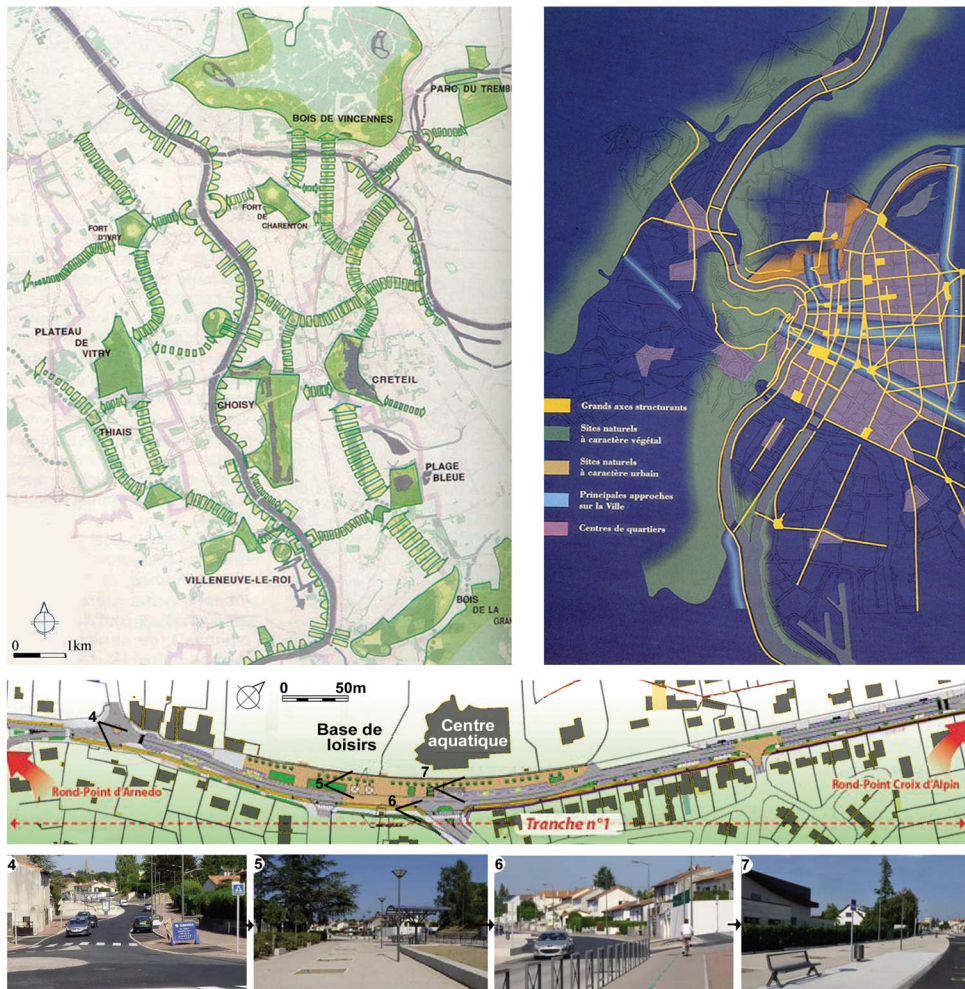 BOIS DE VINCENNES
PARC DU TREMB
FORT
D'IVRY
FORT
DE
CHARENTON
PLATEAU
DE
VITRY
THIAIS
CHOISY
CRETEIL
PLAGE
BLEUE
VILLENEUVE-LE-ROI
BOIS
DE LA
GRAN
0 1km
Grands axes structurants
Sites naturels
à caractère végétal
Sites naturels
à caractère urbain
Principales approches
sur la Ville
Centres de quartiers
0 50m
4
Base de
loisirs
Centre
aquatique
5
7
6
Rond-Point d'Arnedo
Rond-Point Croix d'Alpin
Tranche n°1
4
5
6
7